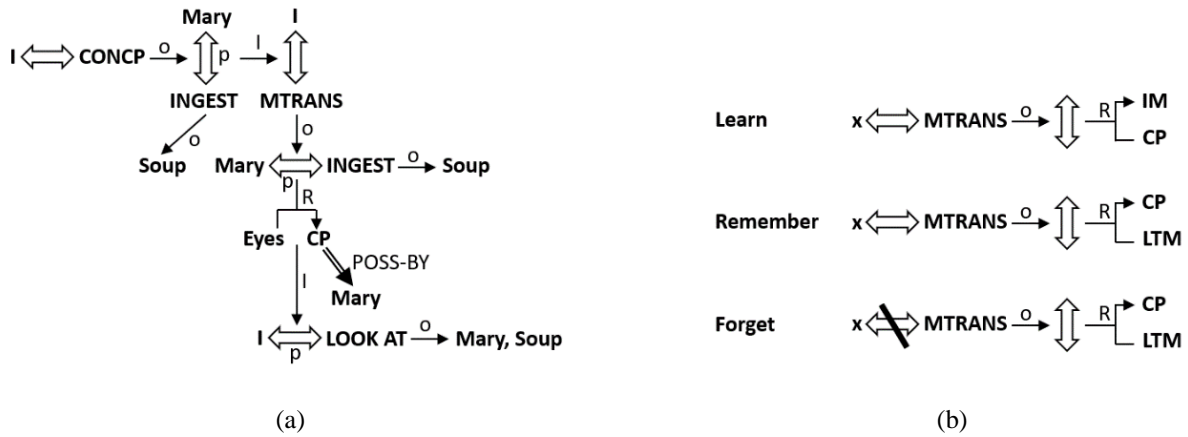 Mary I
I CONCP o p I
INGEST MTRANS
o o
Soup Mary INGEST o Soup
p
R
Eyes CP
POSS-BY
I
Mary
I LOOK AT o Mary, Soup
p
(a)
Learn x MTRANS o R IM
CP
Remember x MTRANS o R CP
LTM
Forget x MTRANS o R CP
LTM
(b)